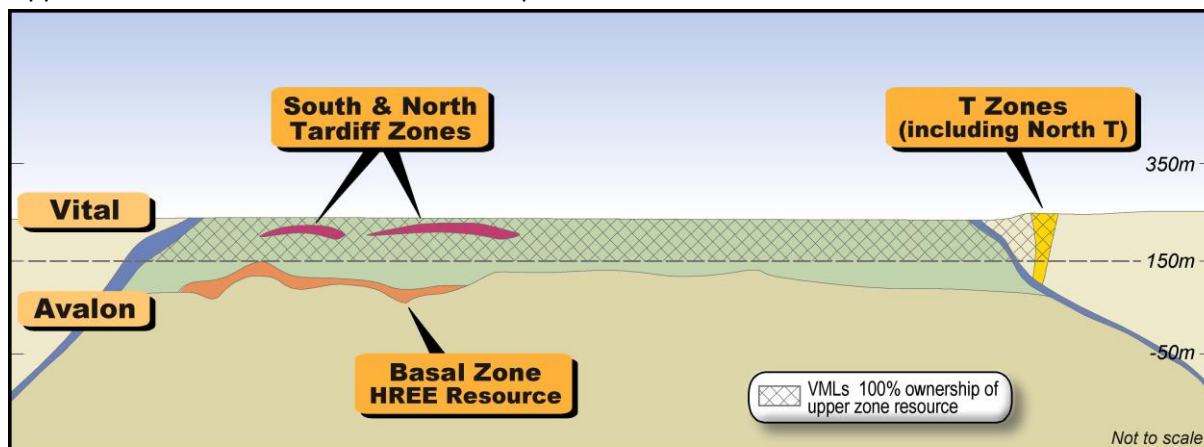 South & North
Tardiff Zones
T Zones
(including North T)
350m
Vital
150m
Avalon
-50m
Basal Zone
HREE Resource
VMLs 100% ownership of
upper zone resource
Not to scale